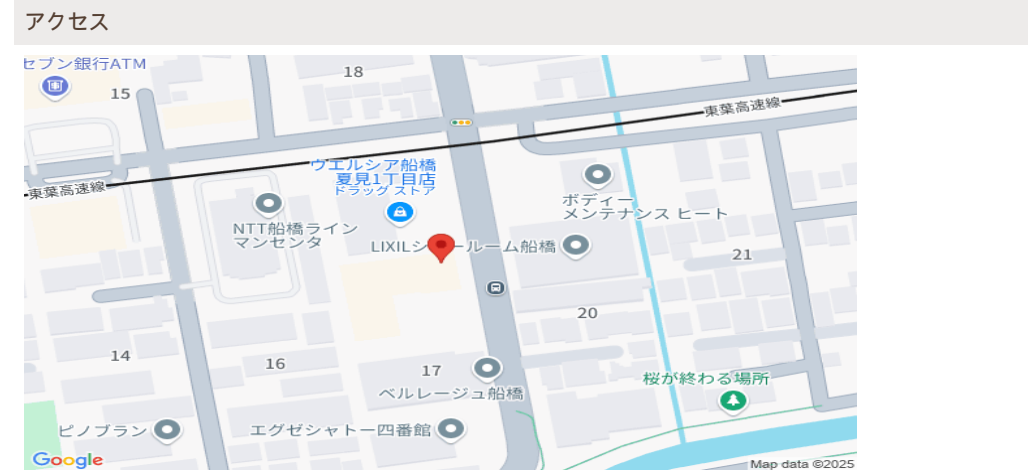 アクセス
セブン銀行ATM
18
15
東葉高速線
ウエルシア船橋
夏見1丁目店
ドラッグ ストア
東葉高速線
ボディー
メンテナンス ヒート
NTT船橋ライン
マンセンタ
LIXILシ
ールーム船橋
21
20
14
16
17
桜が終わる場所
ベルレージュ船橋
ピノブラン
エグゼシャトー四番館
Google
Map data ©2025